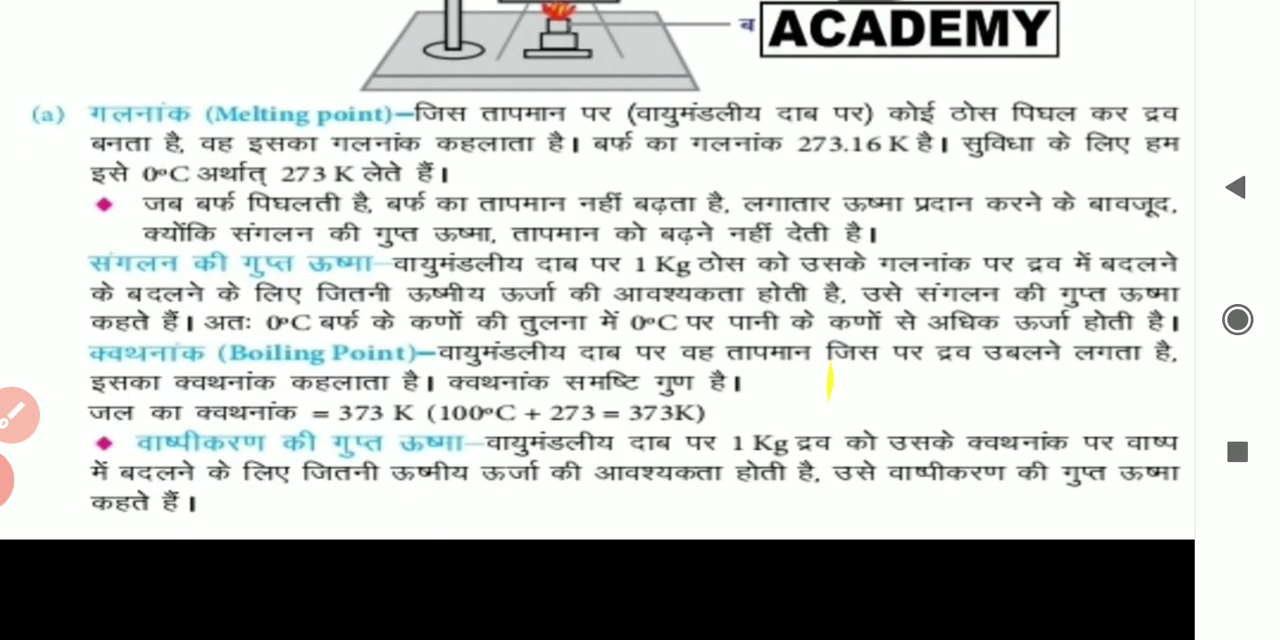 ब
ACADEMY
(a) गलनांक (Melting point)–जिस तापमान पर (वायुमंडलीय दाब पर) कोई ठोस पिघल कर द्रव
बनता है, वह इसका गलनांक कहलाता है। बर्फ का गलनांक 273.16 K है। सुविधा के लिए हम
इसे 0°C अर्थात् 273 K लेते हैं।
◆ जब बर्फ पिघलती है, बर्फ का तापमान नहीं बढ़ता है, लगातार ऊष्मा प्रदान करने के बावजूद,
क्योंकि संगलन की गुप्त ऊष्मा, तापमान को बढ़ने नहीं देती है।
संगलन की गुप्त ऊष्मा–वायुमंडलीय दाब पर 1 Kg ठोस को उसके गलनांक पर द्रव में बदलने
के बदलने के लिए जितनी ऊष्मीय ऊर्जा की आवश्यकता होती है, उसे संगलन की गुप्त ऊष्मा
कहते हैं। अतः 0°C बर्फ के कणों की तुलना में 0°C पर पानी के कणों से अधिक ऊर्जा होती है।
क्वथनांक (Boiling Point)–वायुमंडलीय दाब पर वह तापमान जिस पर द्रव उबलने लगता है,
इसका क्वथनांक कहलाता है। क्वथनांक समष्टि गुण है।
जल का क्वथनांक = 373 K (100°C + 273 = 373K)
◆ वाष्पीकरण की गुप्त ऊष्मा–वायुमंडलीय दाब पर 1 Kg द्रव को उसके क्वथनांक पर वाष्प
में बदलने के लिए जितनी ऊष्मीय ऊर्जा की आवश्यकता होती है, उसे वाष्पीकरण की गुप्त ऊष्मा
कहते हैं।